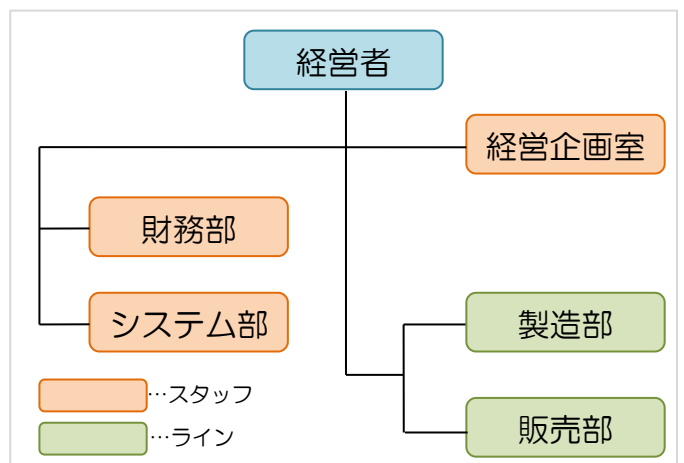 経営者
経営企画室
財務部
システム部
製造部
販売部
…スタッフ
…ライン